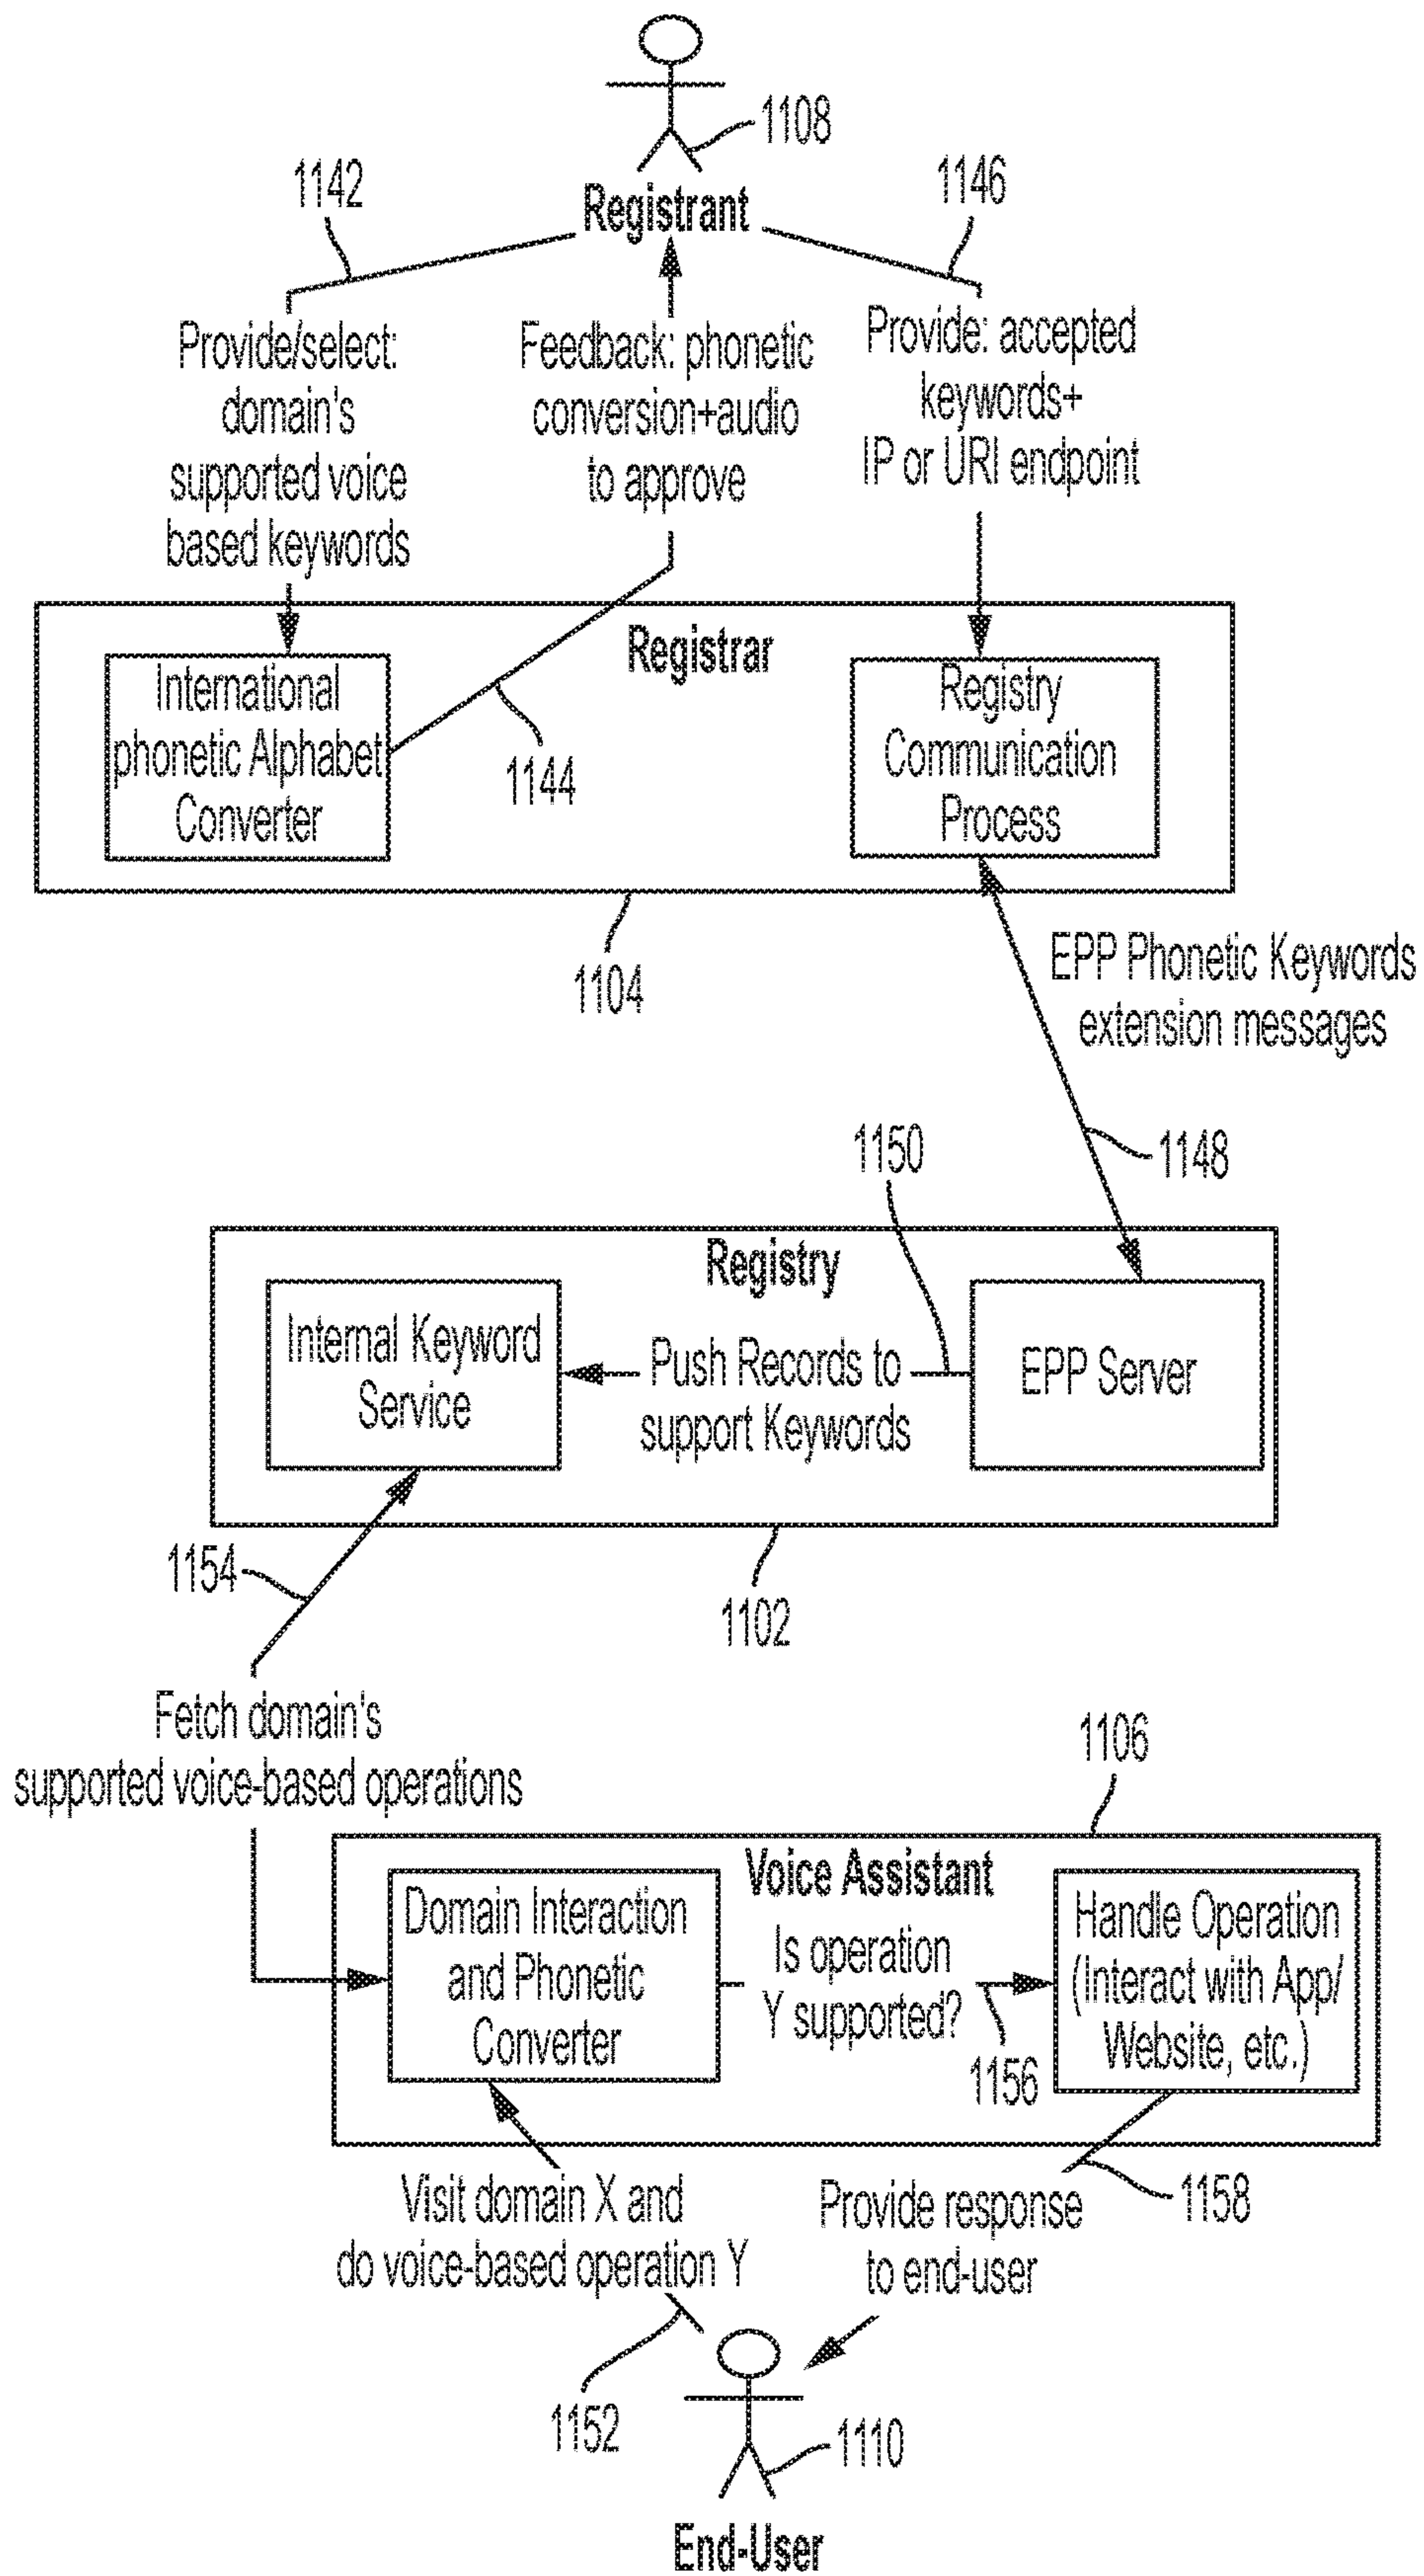 1108
1142
1146
Registrant
Provide/select:
domain's
supported voice
based keywords
Feedback: phonetic
conversion+audio
to approve
Provide: accepted
keywords+
IP or URI endpoint
Registrar
International
phonetic Alphabet
Converter
1144
Registry
Communication
Process
1104
EPP Phonetic Keywords
extension messages
1150
1148
Registry
Internal Keyword
Service
Push Records to
support Keywords
EPP Server
1154
1102
Fetch domain's
supported voice-based operations
1106
Voice Assistant
Domain Interaction
and Phonetic
Converter
Is operation
Y supported?
1156
Handle Operation
(Interact with App/
Website, etc.)
Visit domain X and
do voice-based operation Y
Provide response
to end-user
1158
1152
1110
End-User